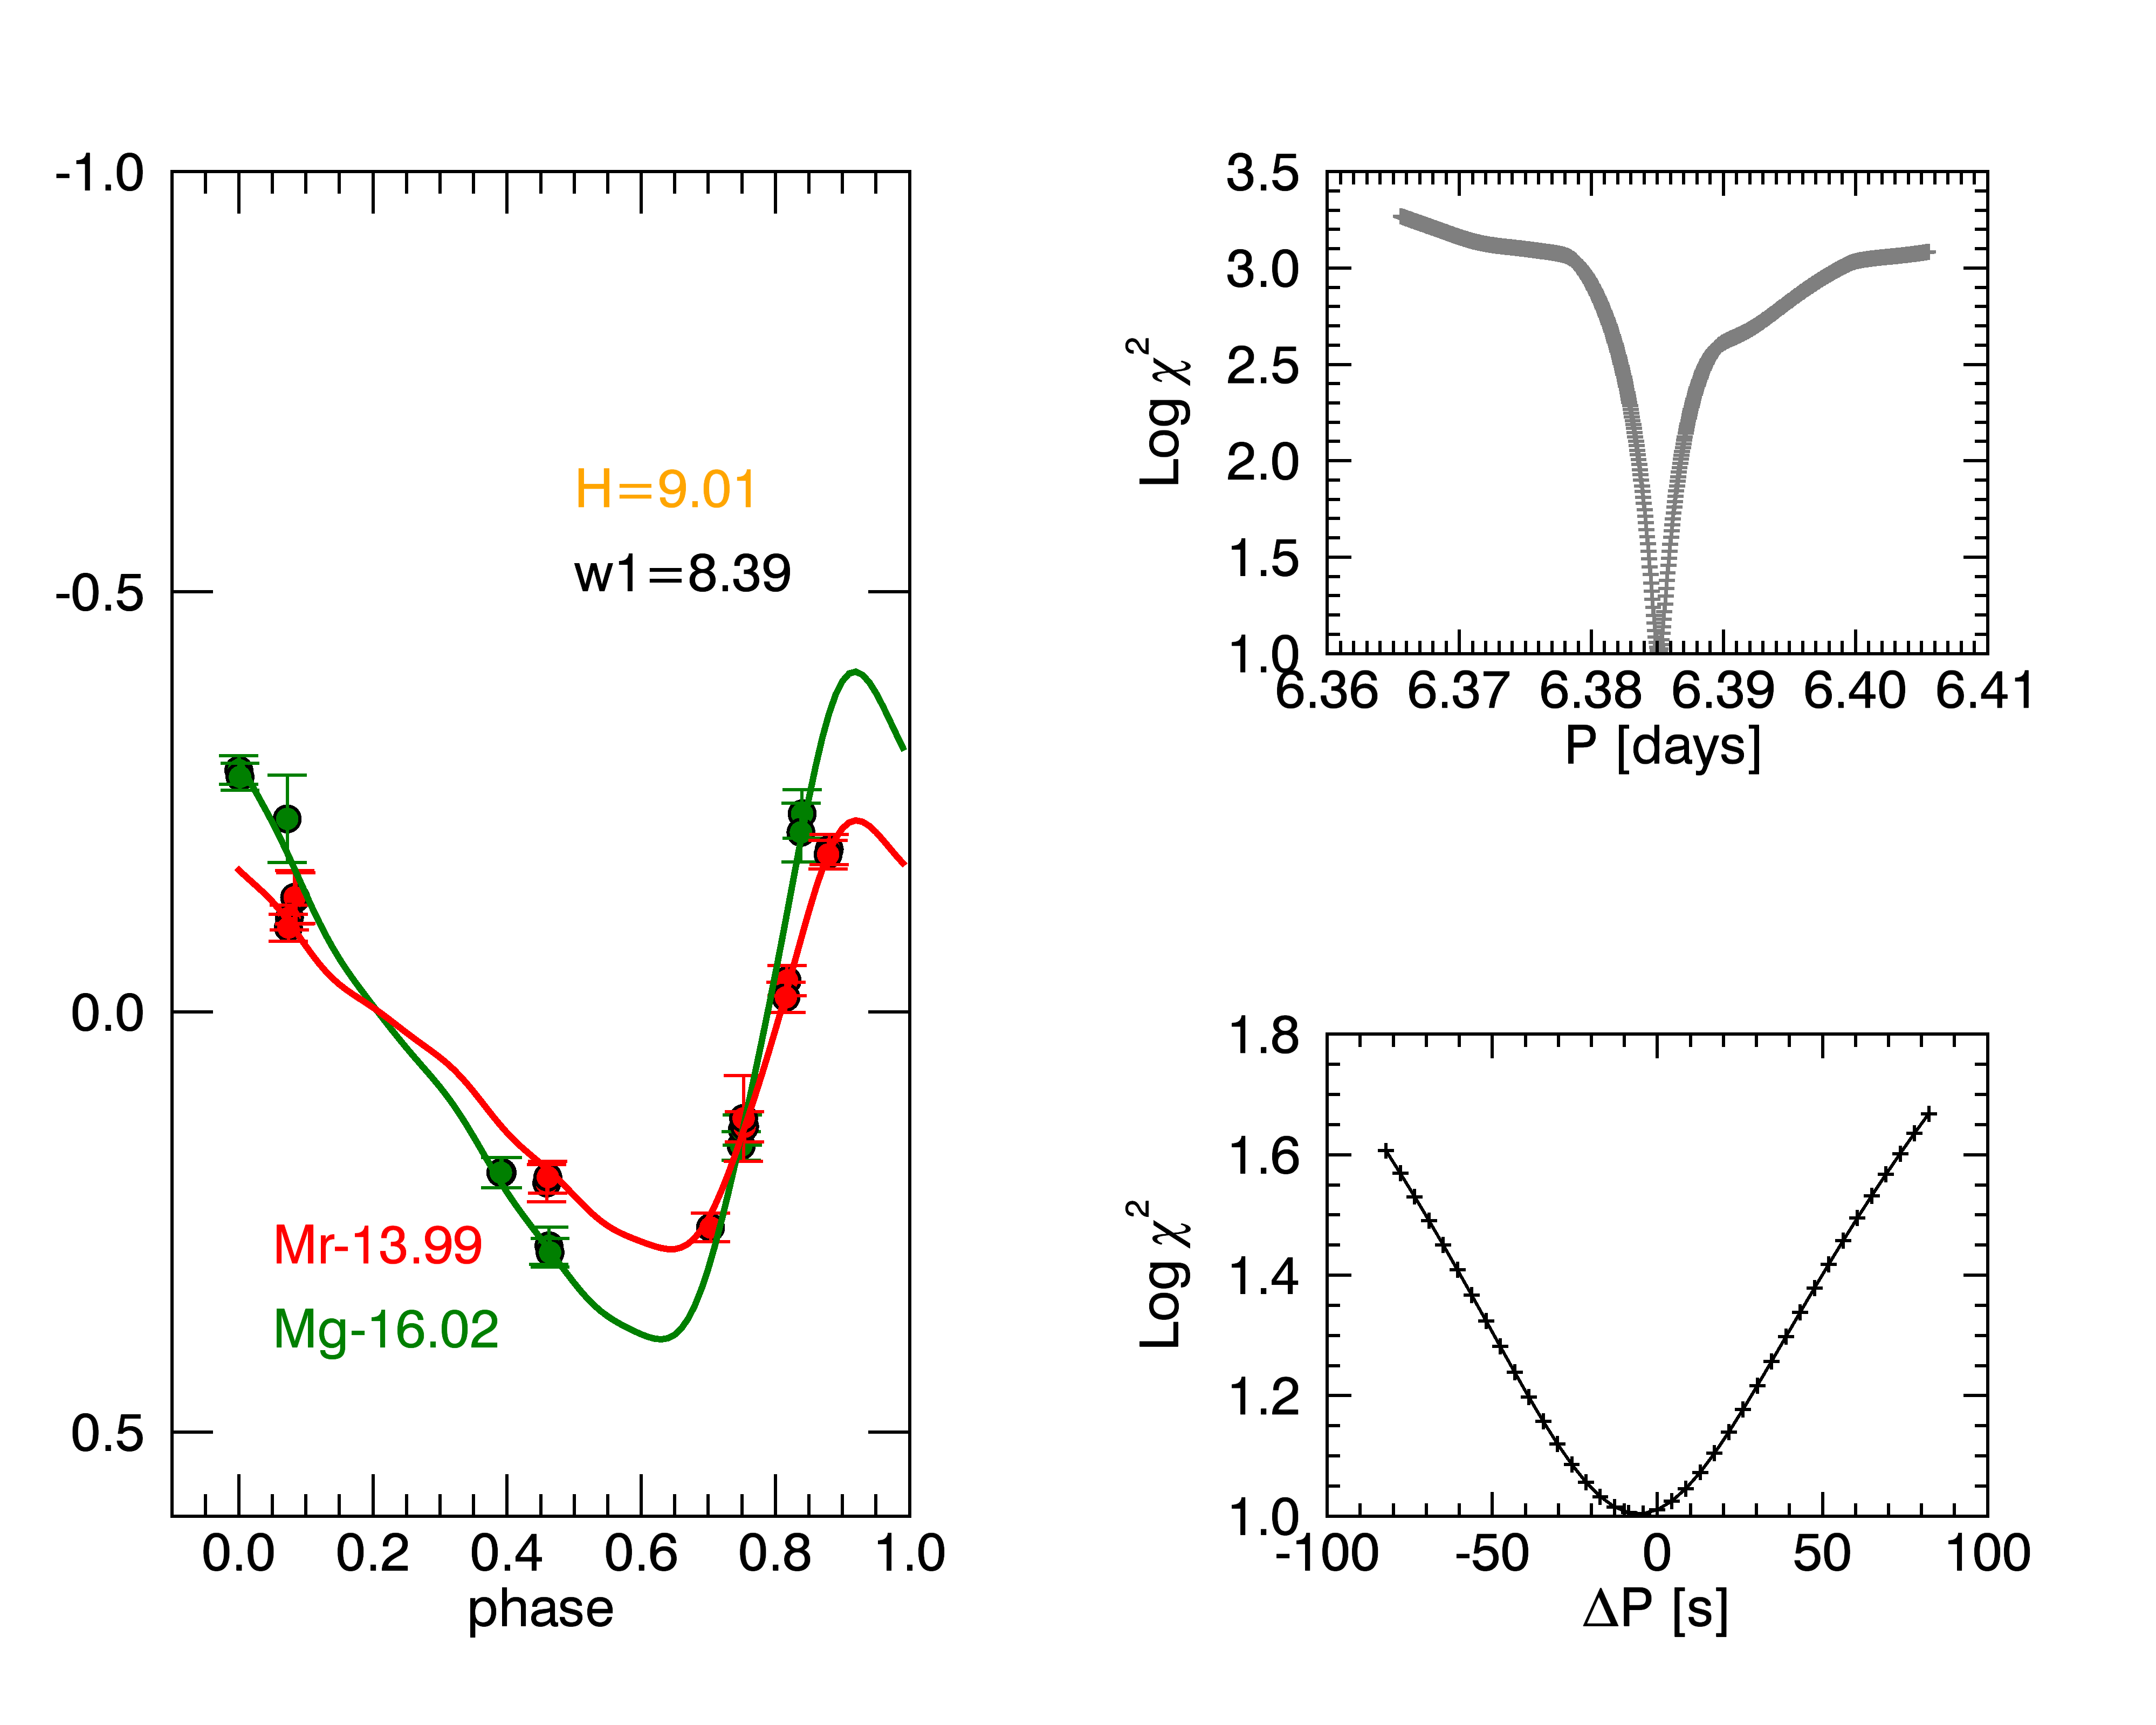 -1.0
-0.5
0.0
0.5
H=9.01
w1=8.39
Mr-13.99
Mg-16.02
0.0 0.2 0.4 0.6 0.8 1.0
phase
3.5
3.0
2.5
2.0
1.5
1.0
Log χ²
6.36 6.37 6.38 6.39 6.40 6.41
P [days]
1.8
1.6
1.4
1.2
1.0
Log χ²
-100 -50 0 50 100
ΔP [s]